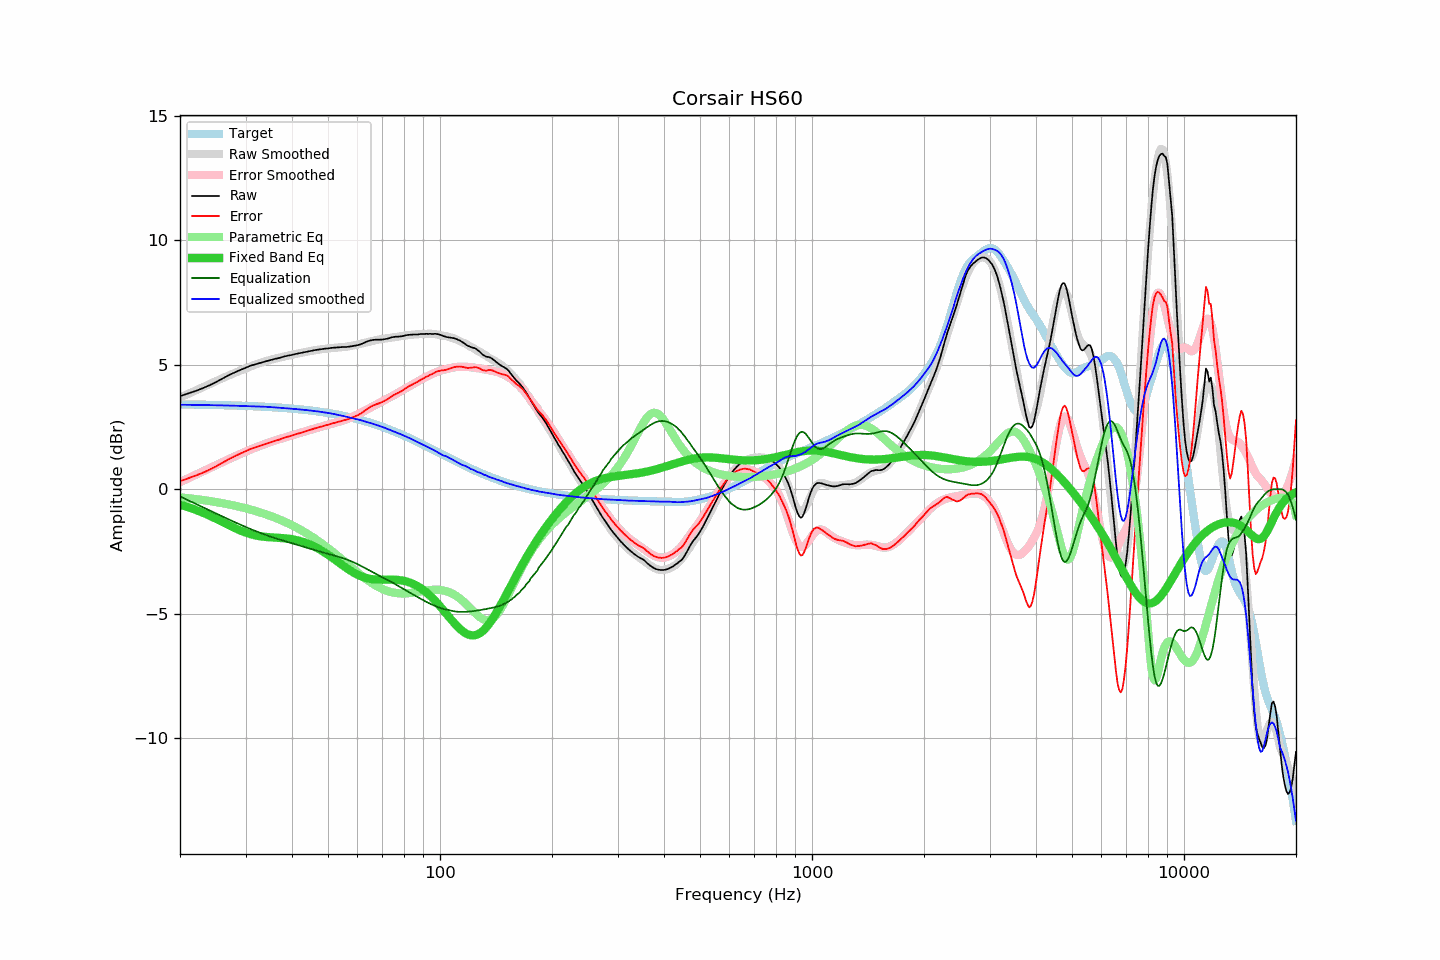 Corsair HS60
Amplitude (dBr)
15
10
5
0
−5
−10
Target
Raw Smoothed
Error Smoothed
Raw
Error
Parametric Eq
Fixed Band Eq
Equalization
Equalized smoothed
100
1000
10000
Frequency (Hz)